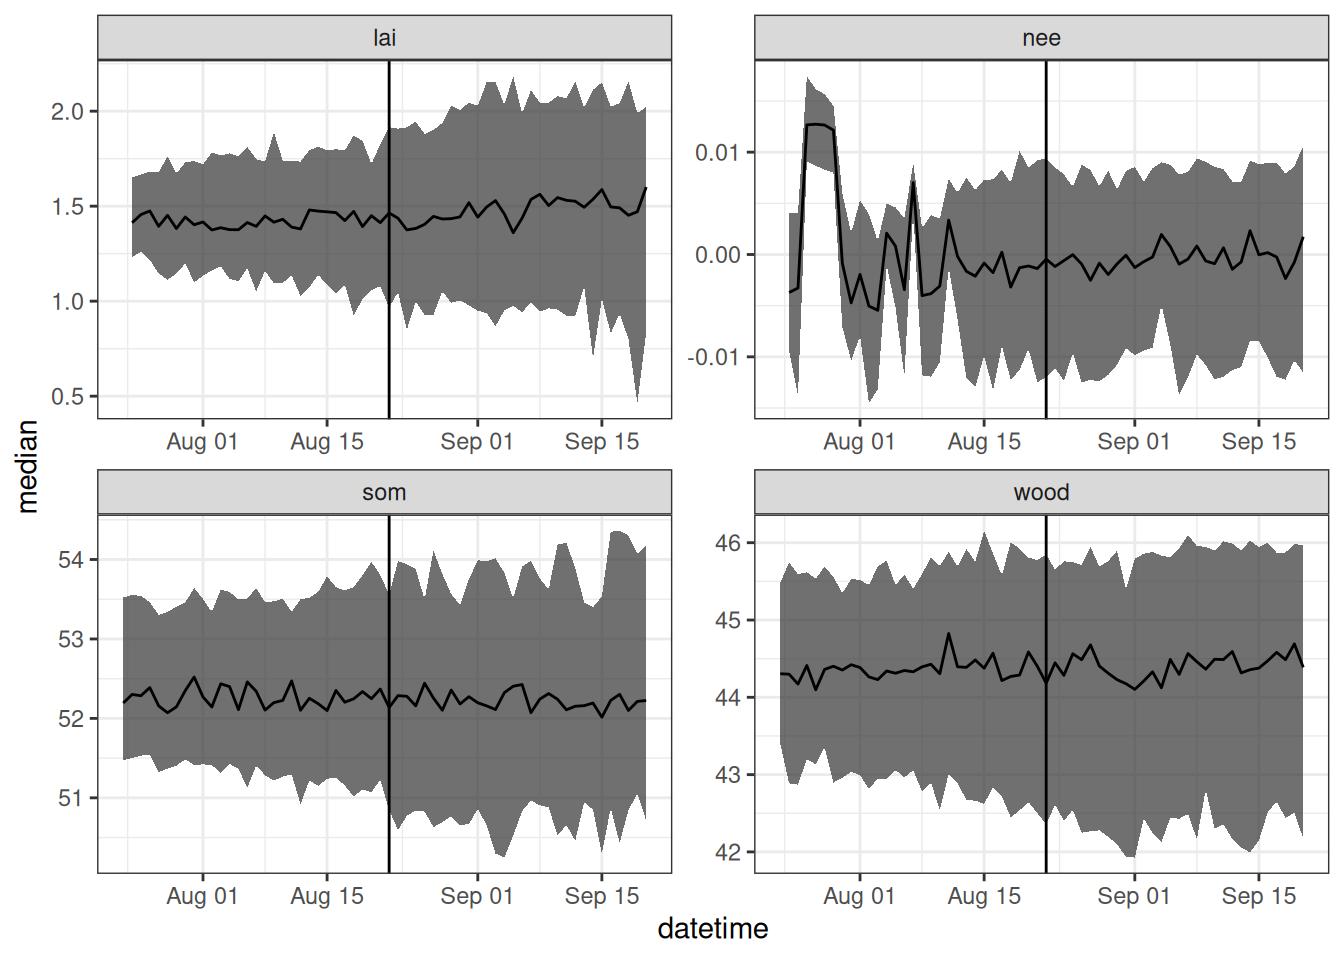 lai
nee
2.0
1.5
1.0
0.5
0.01
0.00
-0.01
Aug 01 Aug 15 Sep 01 Sep 15
Aug 01 Aug 15 Sep 01 Sep 15
median
som
wood
54
53
52
51
46
45
44
43
42
Aug 01 Aug 15 Sep 01 Sep 15
Aug 01 Aug 15 Sep 01 Sep 15
datetime